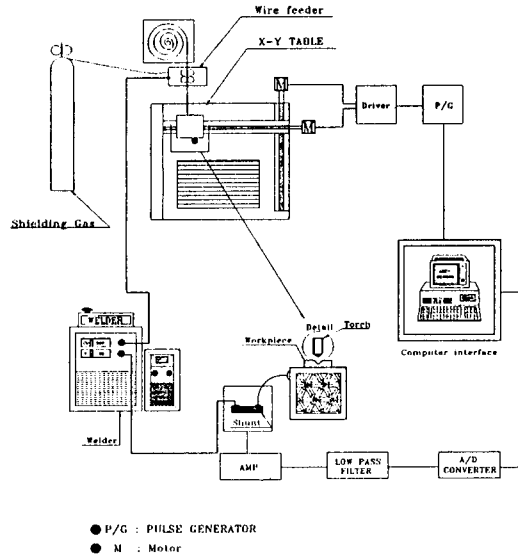 Wire feeder
X-Y TABLE
M
Driver
P/G
M
Shielding Gas
WELDER
Detail
Torch
Workpiece
Computer interface
Shunt
Welder
AMP
LOW PASS
FILTER
A/D
CONVERTER
P/G : PULSE GENERATOR
M : Motor